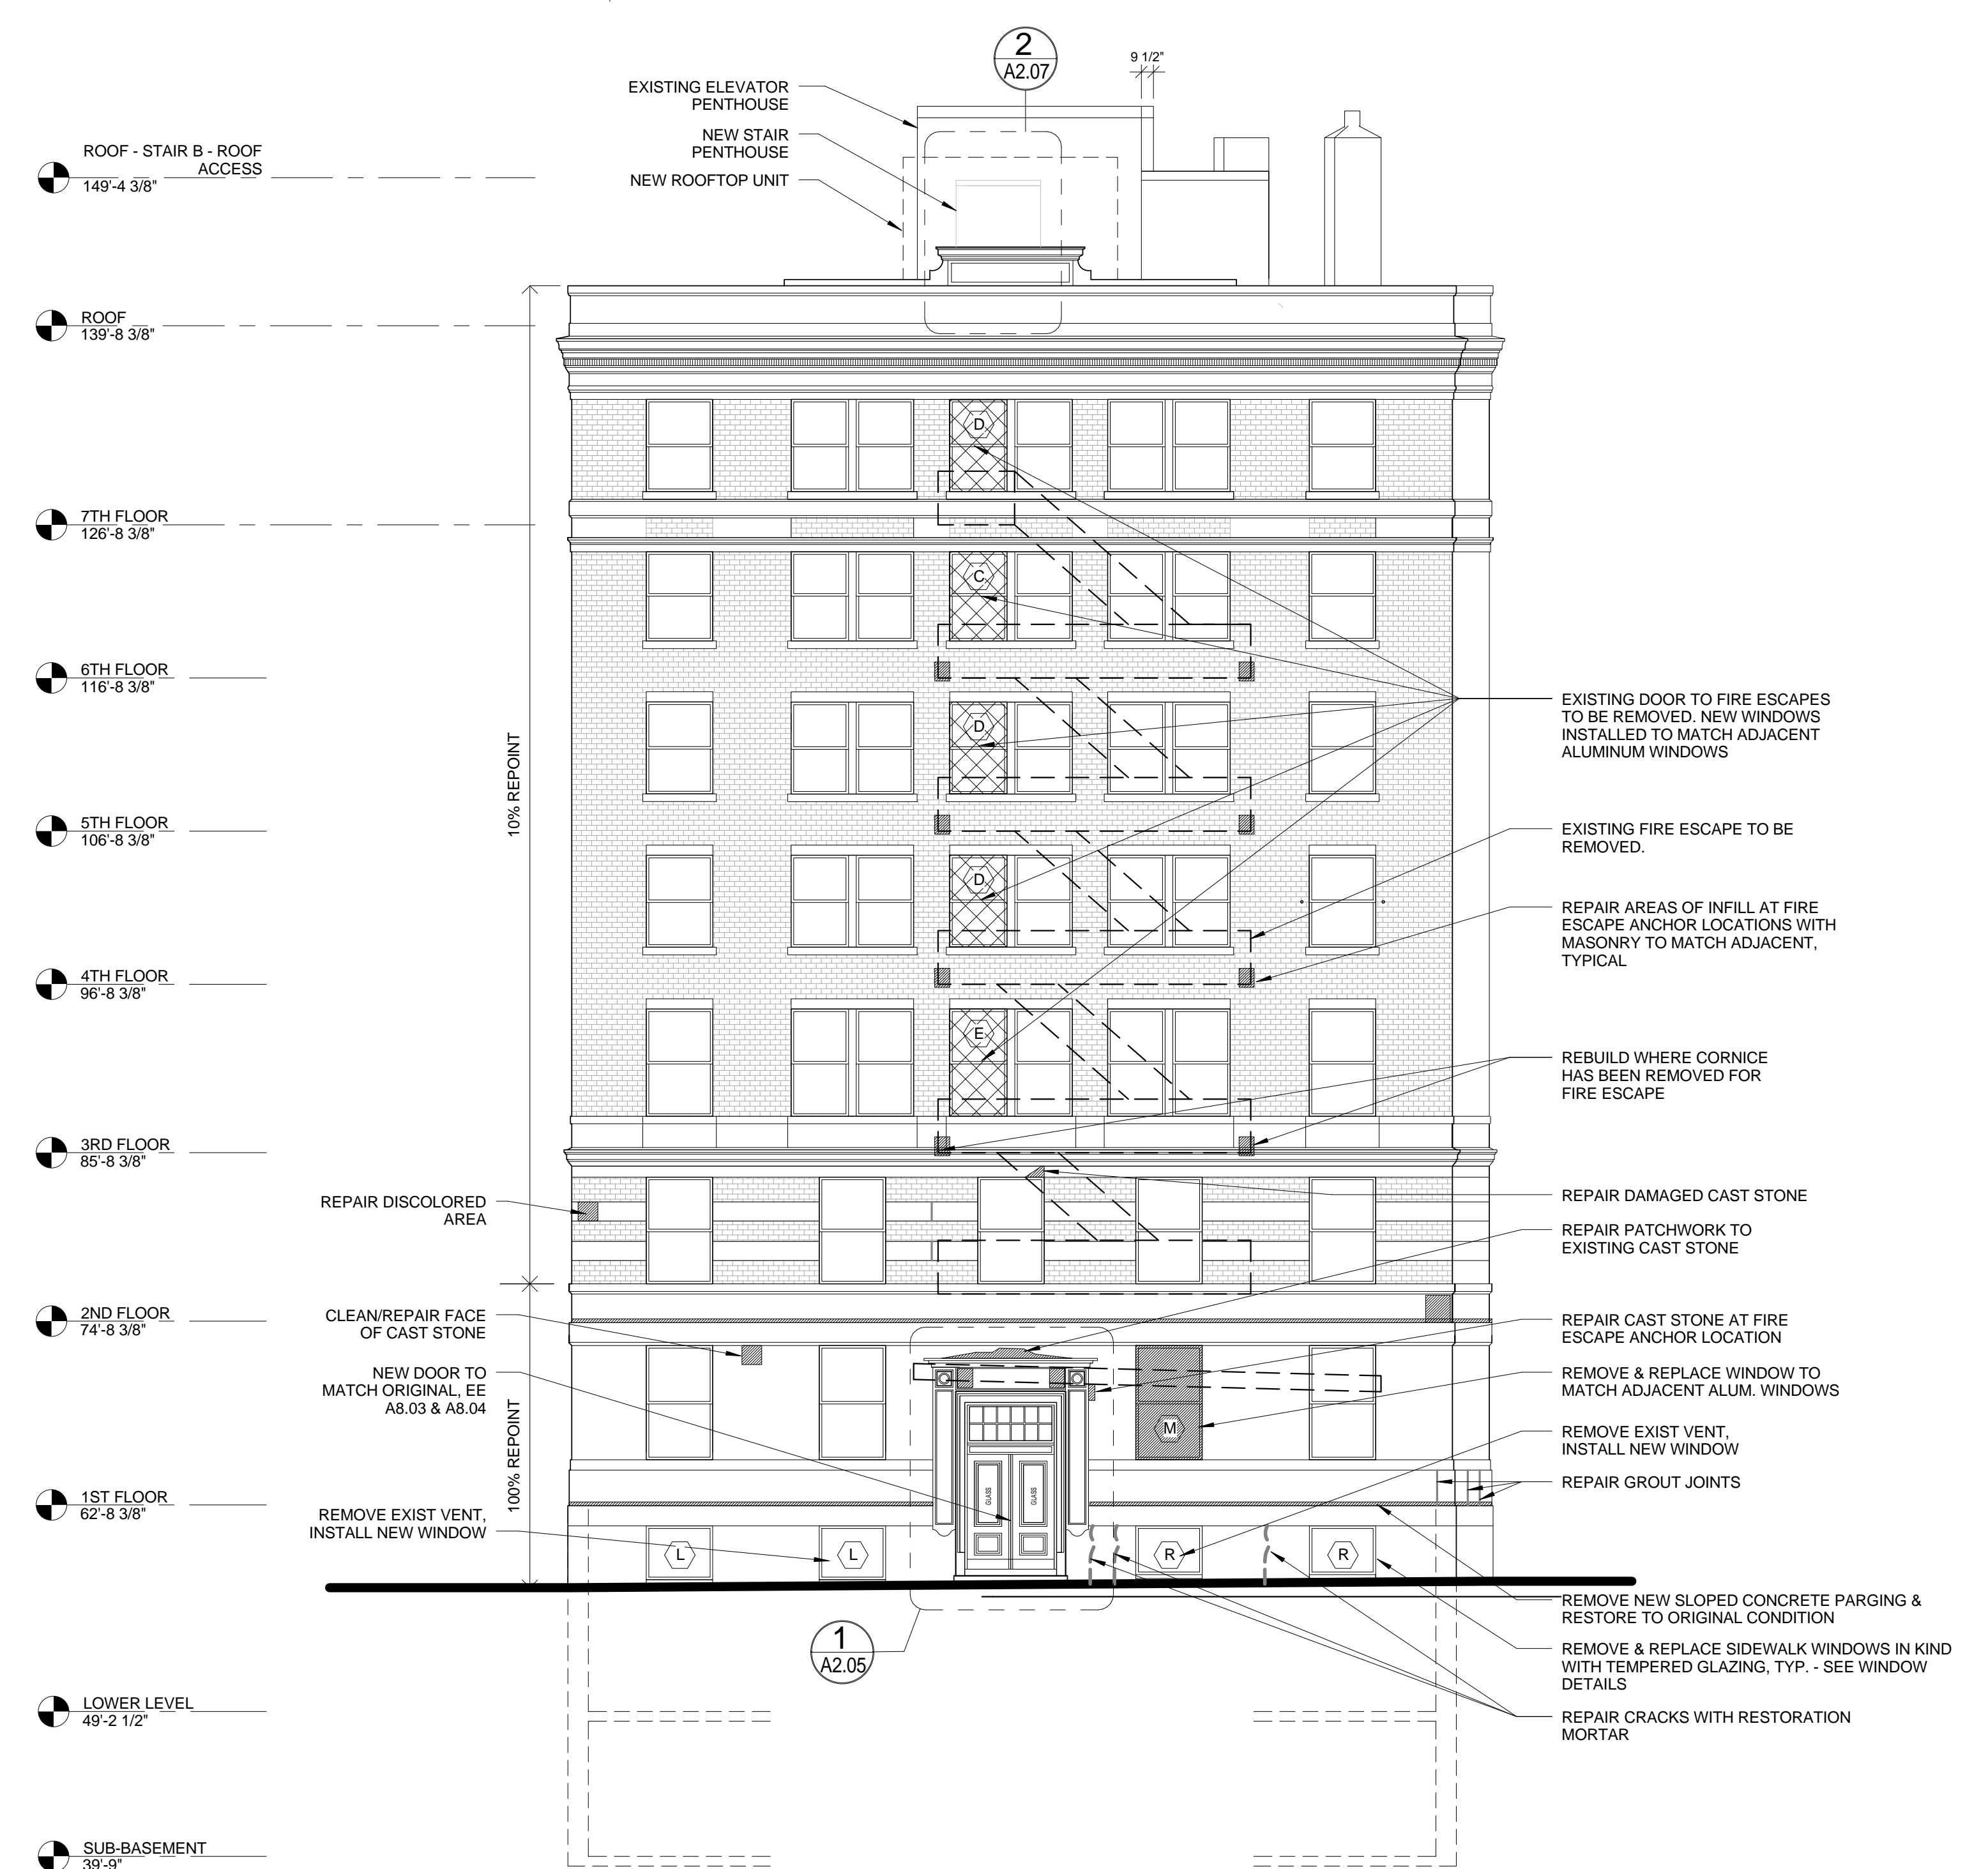 2
A2.07
9 1/2"
EXISTING ELEVATOR
PENTHOUSE
NEW STAIR
PENTHOUSE
NEW ROOFTOP UNIT
ROOF - STAIR B - ROOF
ACCESS
149'-4 3/8"
ROOF
139'-8 3/8"
7TH FLOOR
126'-8 3/8"
6TH FLOOR
116'-8 3/8"
5TH FLOOR
106'-8 3/8"
4TH FLOOR
96'-8 3/8"
3RD FLOOR
85'-8 3/8"
2ND FLOOR
74'-8 3/8"
1ST FLOOR
62'-8 3/8"
LOWER LEVEL
49'-2 1/2"
SUB-BASEMENT
39'-9"
10% REPOINT
100% REPOINT
D
C
D
D
E
M
L
L
R
R
GLASS
GLASS
REPAIR DISCOLORED
AREA
CLEAN/REPAIR FACE
OF CAST STONE
NEW DOOR TO
MATCH ORIGINAL, EE
A8.03 & A8.04
REMOVE EXIST VENT,
INSTALL NEW WINDOW
1
A2.05
EXISTING DOOR TO FIRE ESCAPES
TO BE REMOVED. NEW WINDOWS
INSTALLED TO MATCH ADJACENT
ALUMINUM WINDOWS
EXISTING FIRE ESCAPE TO BE
REMOVED.
REPAIR AREAS OF INFILL AT FIRE
ESCAPE ANCHOR LOCATIONS WITH
MASONRY TO MATCH ADJACENT,
TYPICAL
REBUILD WHERE CORNICE
HAS BEEN REMOVED FOR
FIRE ESCAPE
REPAIR DAMAGED CAST STONE
REPAIR PATCHWORK TO
EXISTING CAST STONE
REPAIR CAST STONE AT FIRE
ESCAPE ANCHOR LOCATION
REMOVE & REPLACE WINDOW TO
MATCH ADJACENT ALUM. WINDOWS
REMOVE EXIST VENT,
INSTALL NEW WINDOW
REPAIR GROUT JOINTS
REMOVE NEW SLOPED CONCRETE PARGING &
RESTORE TO ORIGINAL CONDITION
REMOVE & REPLACE SIDEWALK WINDOWS IN KIND
WITH TEMPERED GLAZING, TYP. - SEE WINDOW
DETAILS
REPAIR CRACKS WITH RESTORATION
MORTAR